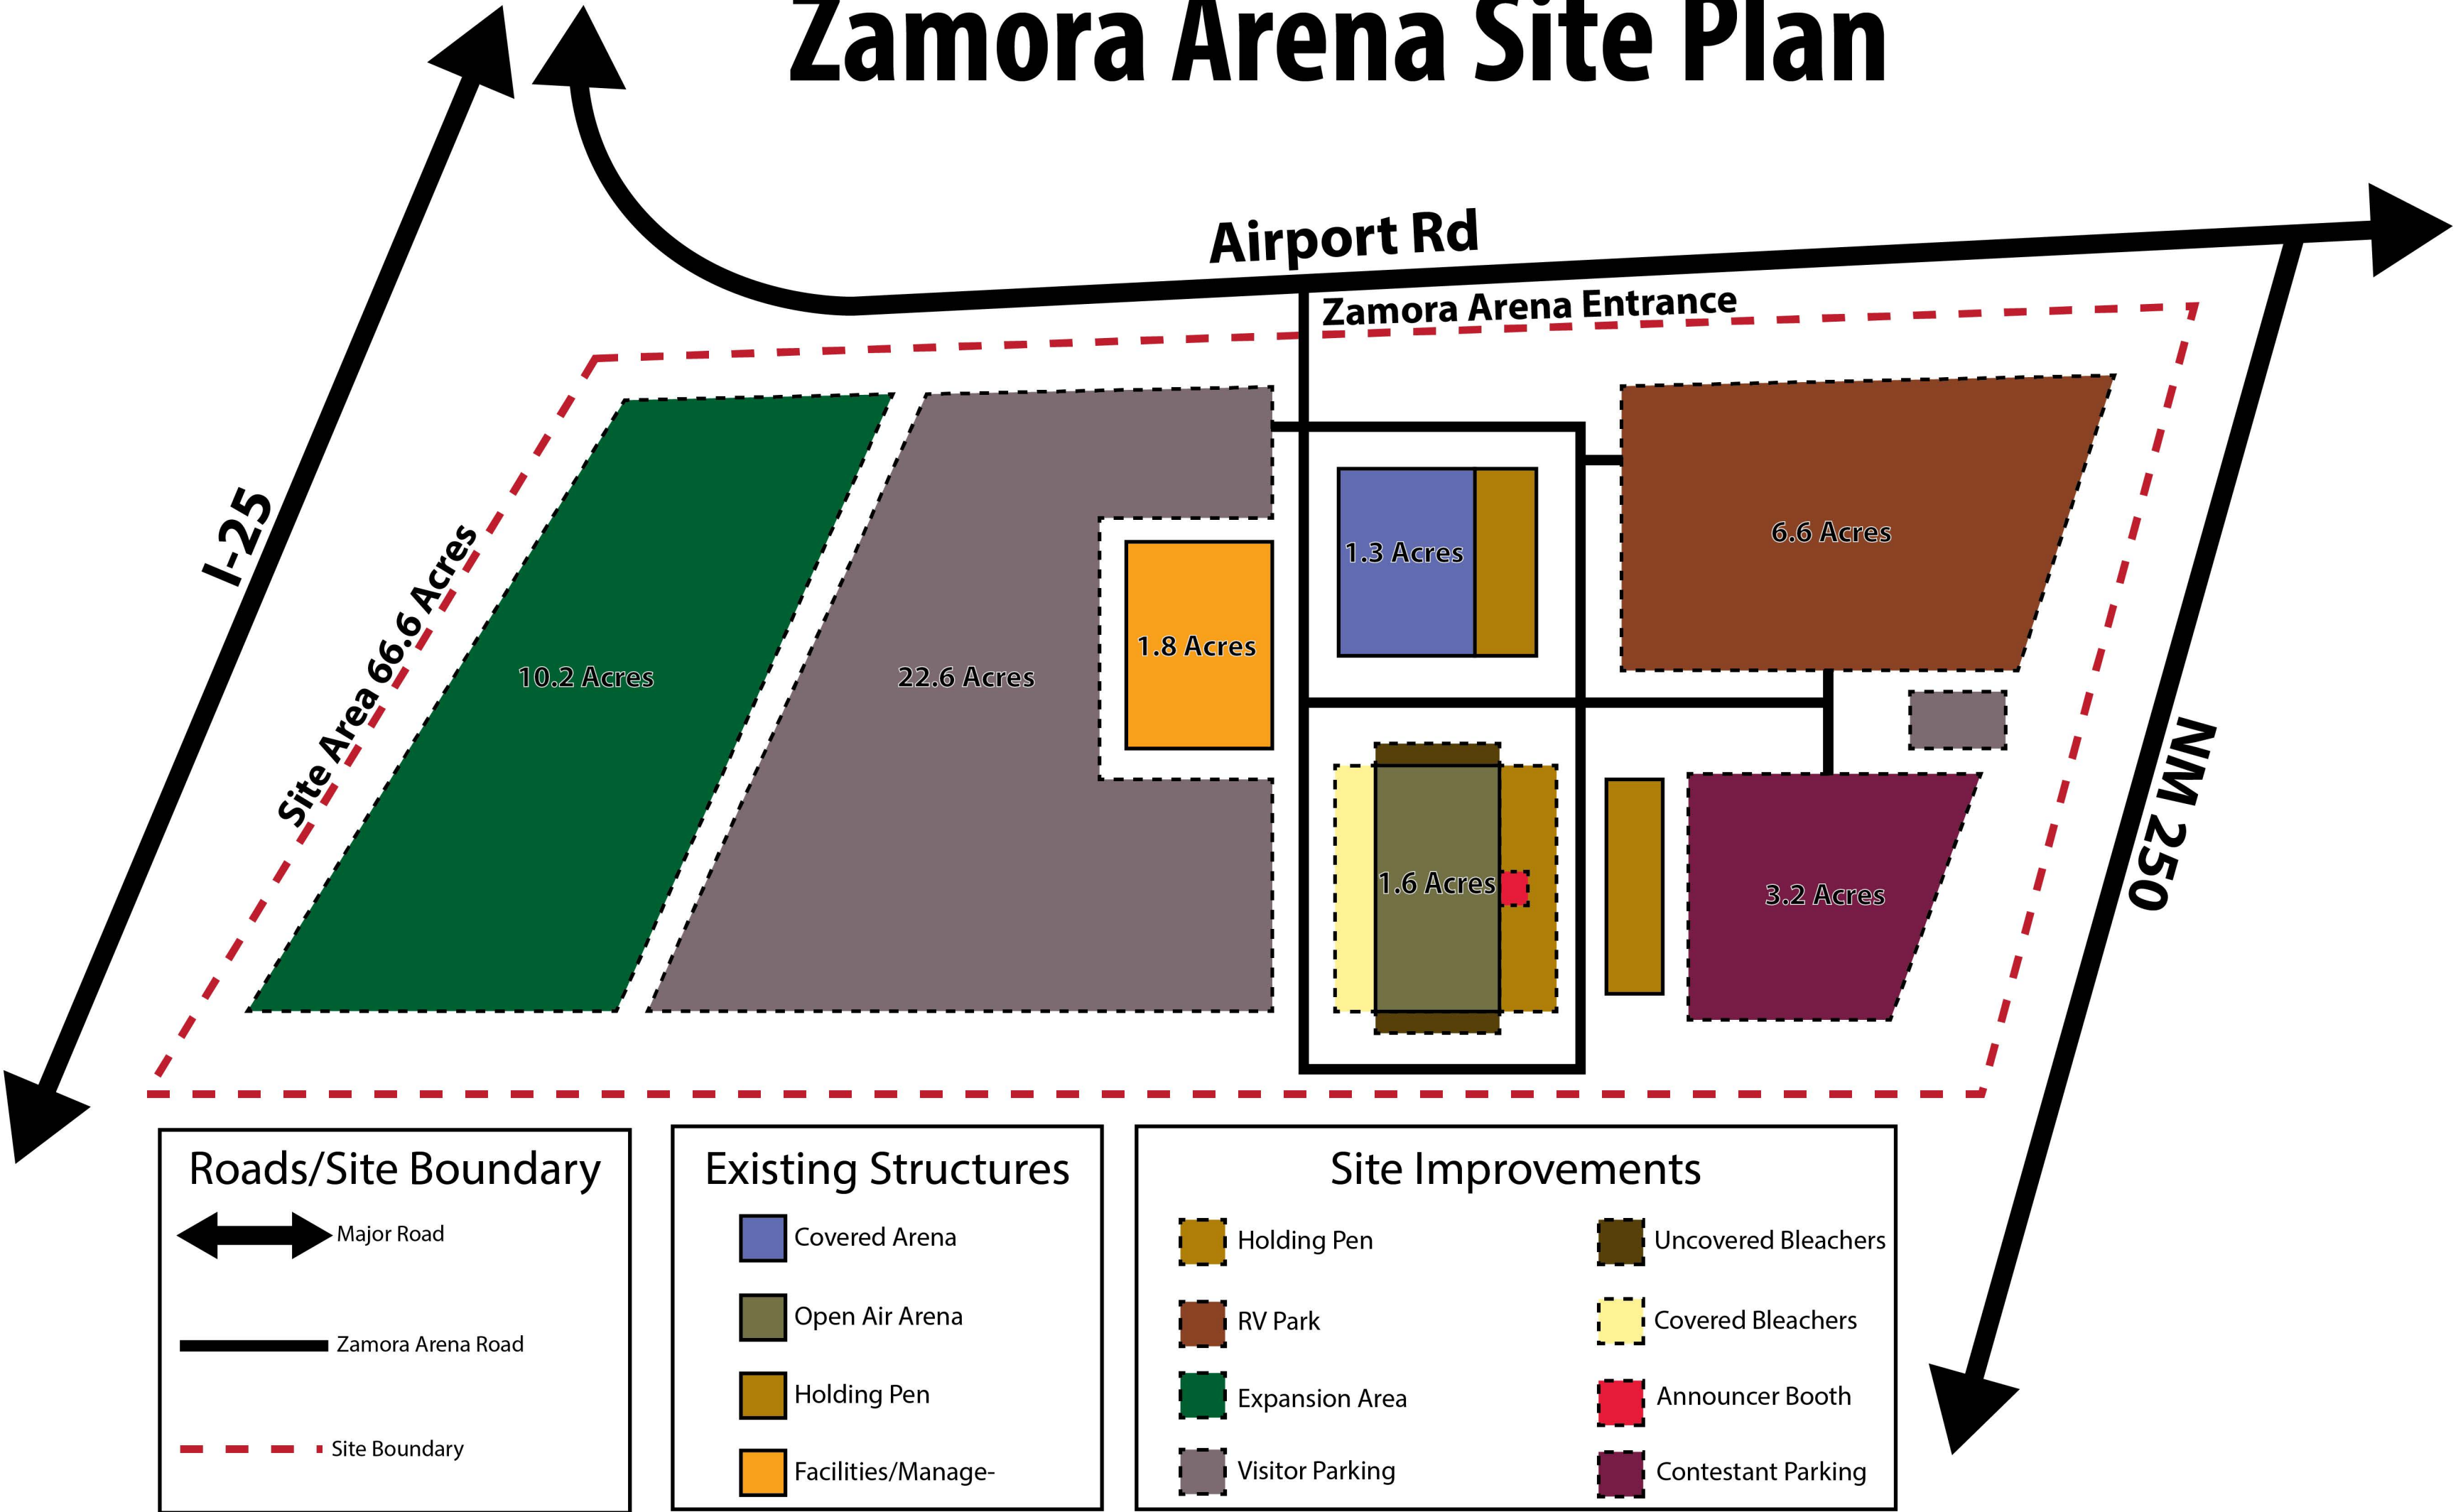 Zamora Arena Site Plan
Airport Rd
Zamora Arena Entrance
I-25
Site Area 66.6 Acres
NM 250
10.2 Acres
22.6 Acres
1.8 Acres
1.3 Acres
6.6 Acres
1.6 Acres
3.2 Acres
Roads/Site Boundary
Major Road
Zamora Arena Road
Site Boundary
Existing Structures
Covered Arena
Open Air Arena
Holding Pen
Facilities/Manage-
Site Improvements
Holding Pen
RV Park
Expansion Area
Visitor Parking
Uncovered Bleachers
Covered Bleachers
Announcer Booth
Contestant Parking